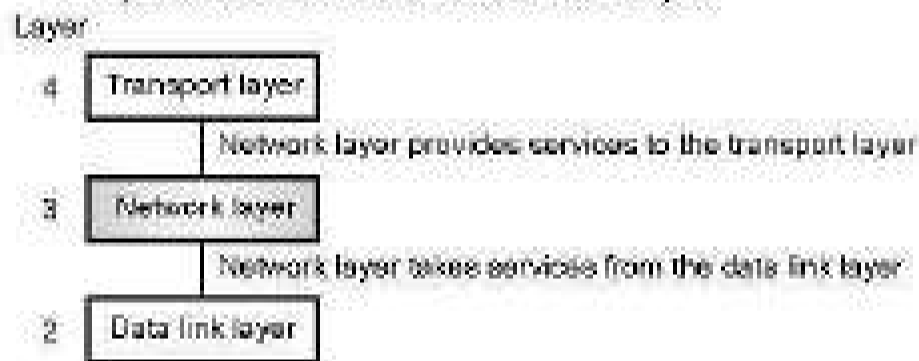 Layer
4 Transport layer
Network layer provides services to the transport layer
3 Network layer
Network layer takes services from the data link layer
2 Data link layer